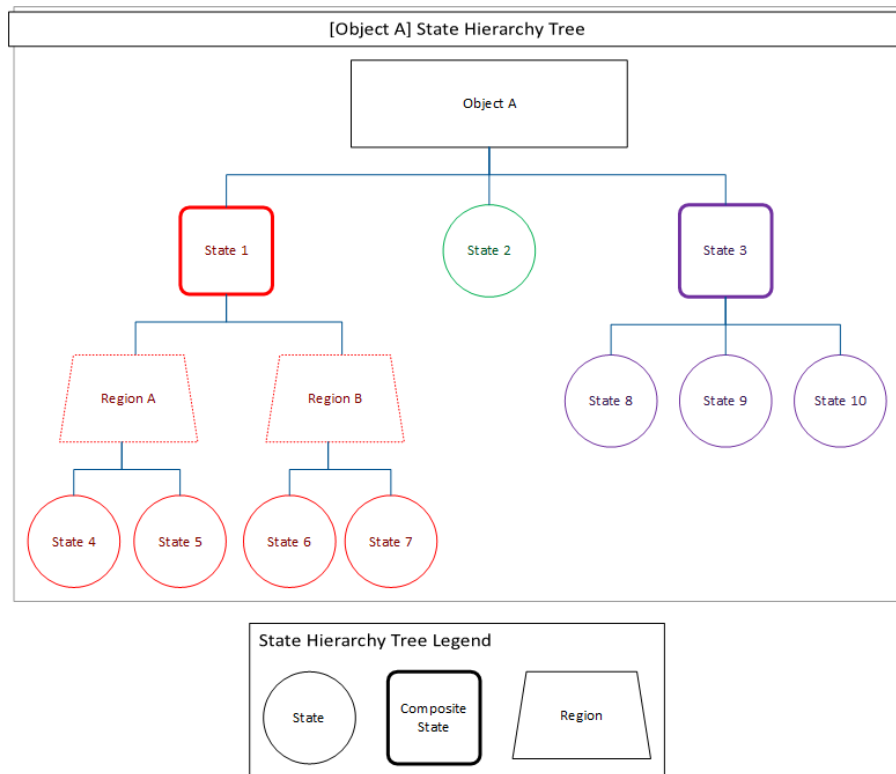 [Object A] State Hierarchy Tree
Object A
State 1
State 2
State 3
Region A
Region B
State 8
State 9
State 10
State 4
State 5
State 6
State 7
State Hierarchy Tree Legend
State
Composite
State
Region